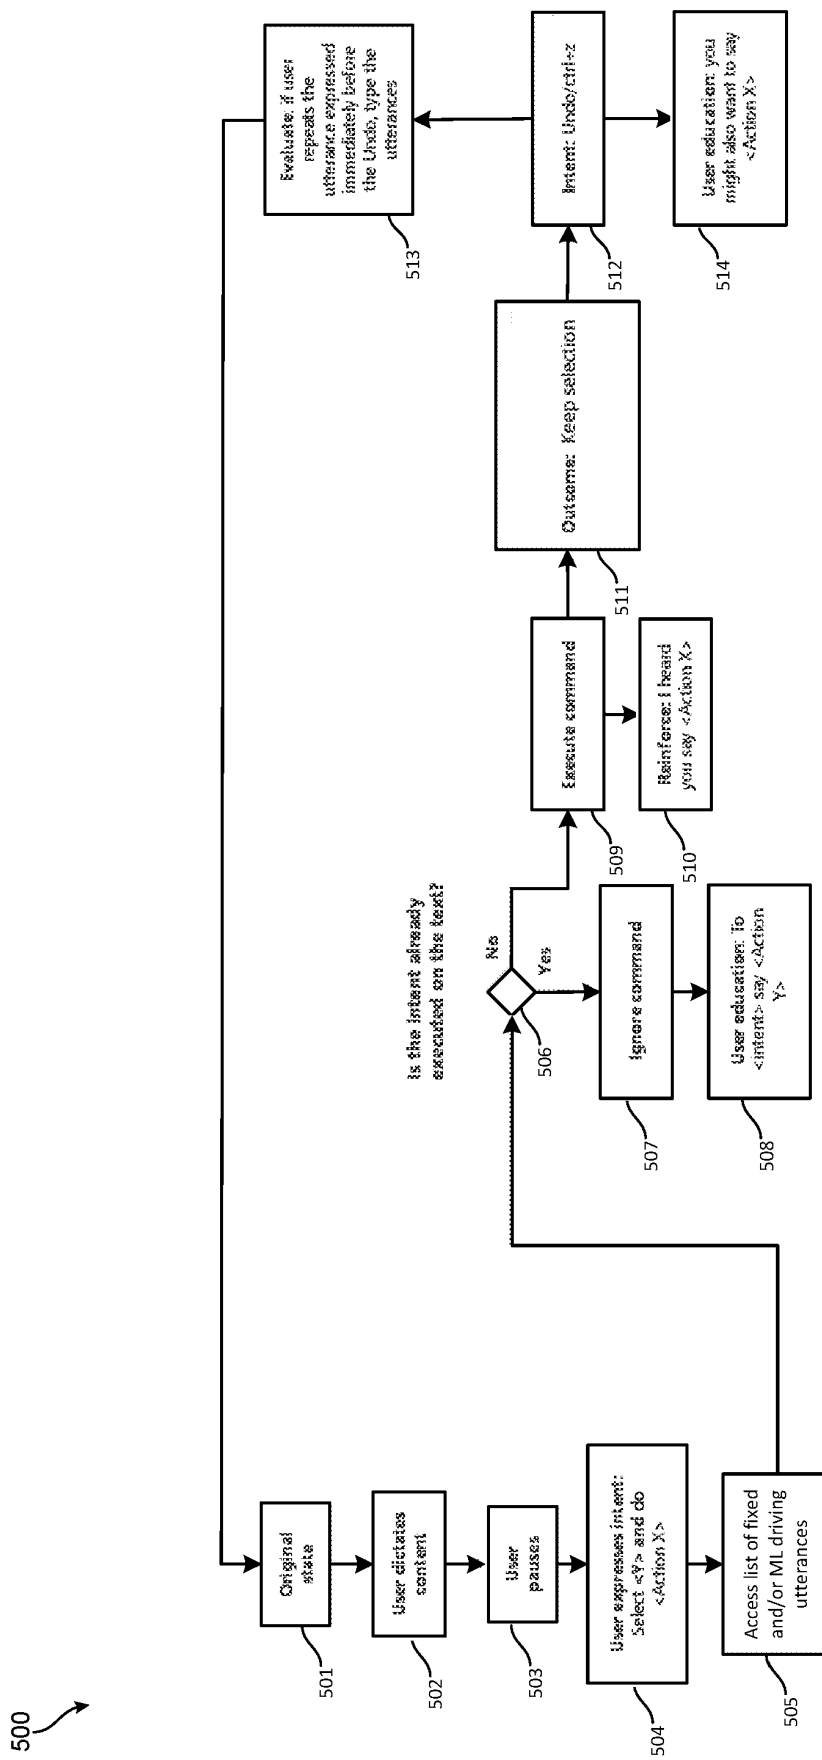 500
Original
state
501
User dictates
content
502
User
pauses
503
User expresses intent:
Select <Y> and do
<Action X>
504
Access list of fixed
and/or ML driving
utterances
505
Is the intent already
executed on the text?
No
Yes
506
Ignore command
507
User education: To
<intent> say <Action
Y>
508
Execute command
509
Reinforce: I heard
you say <Action X>
510
Outcome: Keep selection
511
Intent: Undo/ctrl+z
512
Evaluate: if user
repeats the
utterance expressed
immediately before
the Undo, type the
utterances
513
User education: you
might also want to say
<Action X>
514